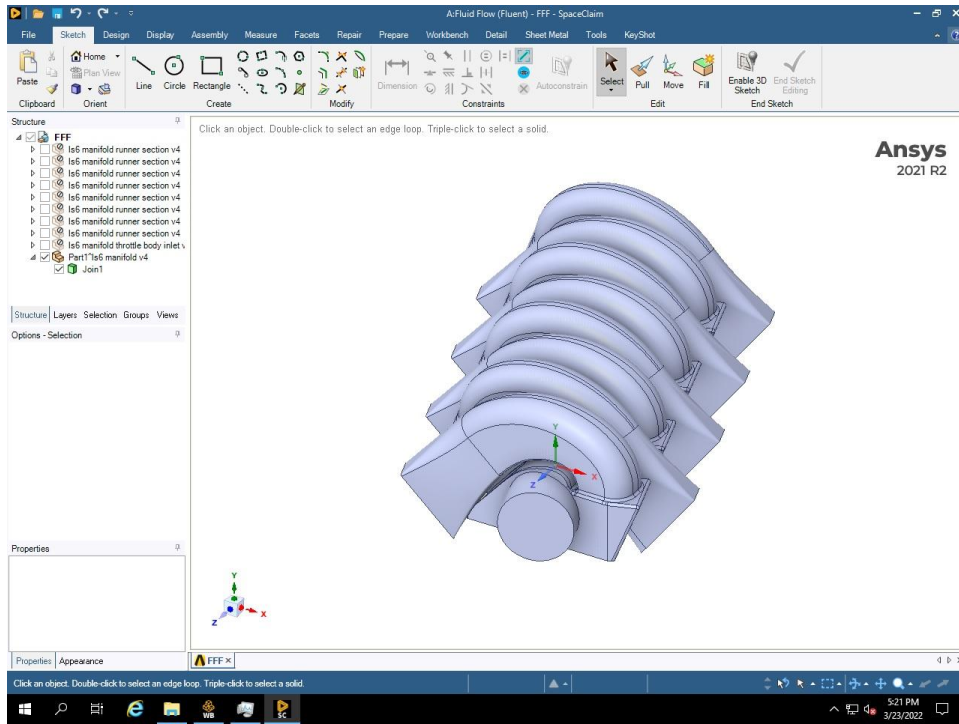 A:Fluid Flow (Fluent) - FFF - SpaceClaim
File Sketch Design Display Assembly Measure Facets Repair Prepare Workbench Detail Sheet Metal Tools KeyShot
Paste
Clipboard
Home
Plan View
Orient
Line Circle Rectangle
Create
Modify
Dimension
Autoconstrain
Constraints
Select Pull Move Fill
Edit
Enable 3D Sketch
End Sketch Editing
End Sketch
Structure
FFF
ls6 manifold runner section v4
ls6 manifold runner section v4
ls6 manifold runner section v4
ls6 manifold runner section v4
ls6 manifold runner section v4
ls6 manifold runner section v4
ls6 manifold runner section v4
ls6 manifold runner section v4
ls6 manifold throttle body inlet v
Part1^ls6 manifold v4
Join1
Structure Layers Selection Groups Views
Options - Selection
Properties
Properties Appearance
Click an object. Double-click to select an edge loop. Triple-click to select a solid.
Ansys
2021 R2
Y
X
Z
Y
X
Z
FFF
Click an object. Double-click to select an edge loop. Triple-click to select a solid.
WB
SC
5:21 PM
3/23/2022